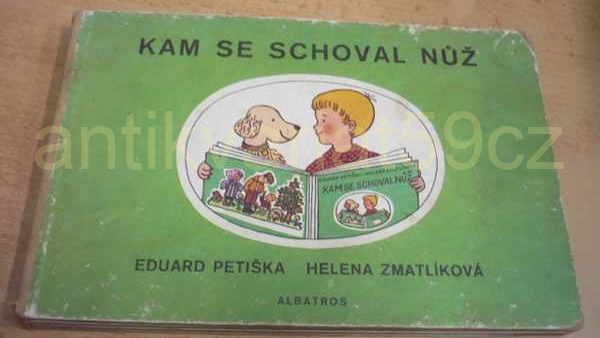 KAM SE SCHOVAL NŮŽ
KAM SE SCHOVAL NŮŽ
EDUARD PETIŠKA HELENA ZMATLÍKOVÁ
ALBATROS